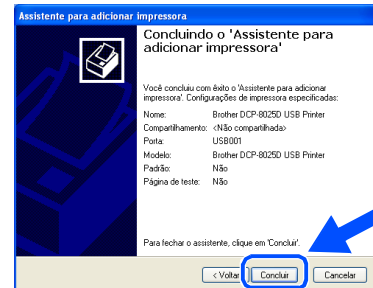 Assistente para adicionar impressora
Concluindo o 'Assistente para
adicionar impressora'
Você concluiu com êxito o 'Assistente para adicionar
impressora'. Configurações de impressora especificadas:
Nome: Brother DCP-8025D USB Printer
Compartilhamento: <Não compartilhada>
Porta: USB001
Modelo: Brother DCP-8025D USB Printer
Padrão: Não
Página de teste: Não
Para fechar o assistente, clique em 'Concluir'.
< Voltar Concluir Cancelar